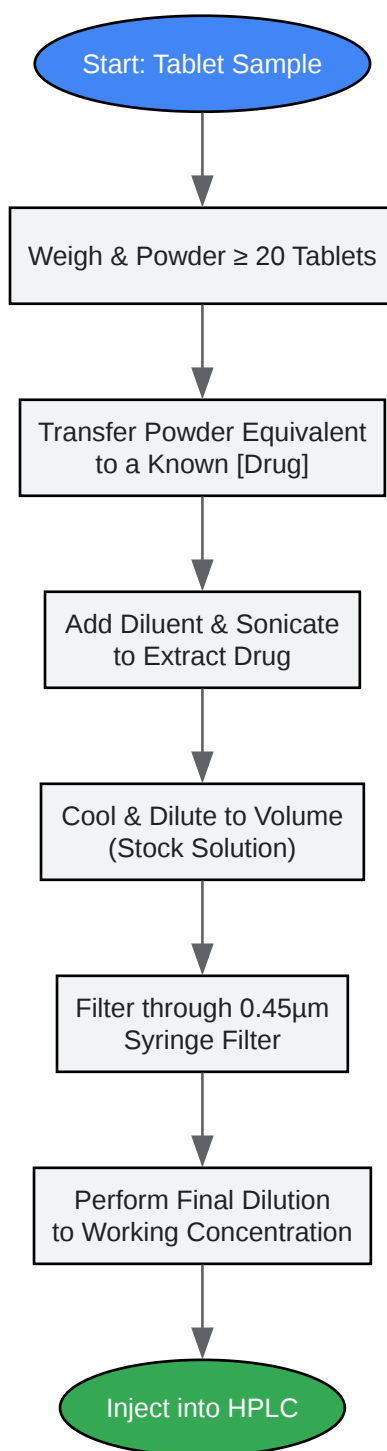 Start: Tablet Sample
Weigh & Powder ≥ 20 Tablets
Transfer Powder Equivalent
to a Known [Drug]
Add Diluent & Sonicate
to Extract Drug
Cool & Dilute to Volume
(Stock Solution)
Filter through 0.45µm
Syringe Filter
Perform Final Dilution
to Working Concentration
Inject into HPLC